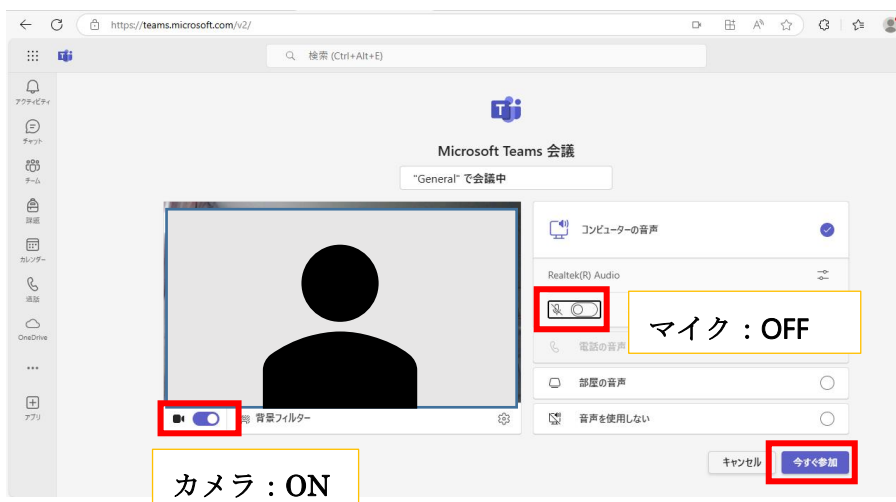 https://teams.microsoft.com/v2/
検索 (Ctrl+Alt+E)
アクティビティ
チャット
チーム
課題
カレンダー
通話
OneDrive
アプリ
Microsoft Teams 会議
"General" で会議中
コンピューターの音声
Realtek(R) Audio
マイク：OFF
電話の音声
部屋の音声
背景フィルター
音声を使用しない
カメラ：ON
キャンセル
今すぐ参加